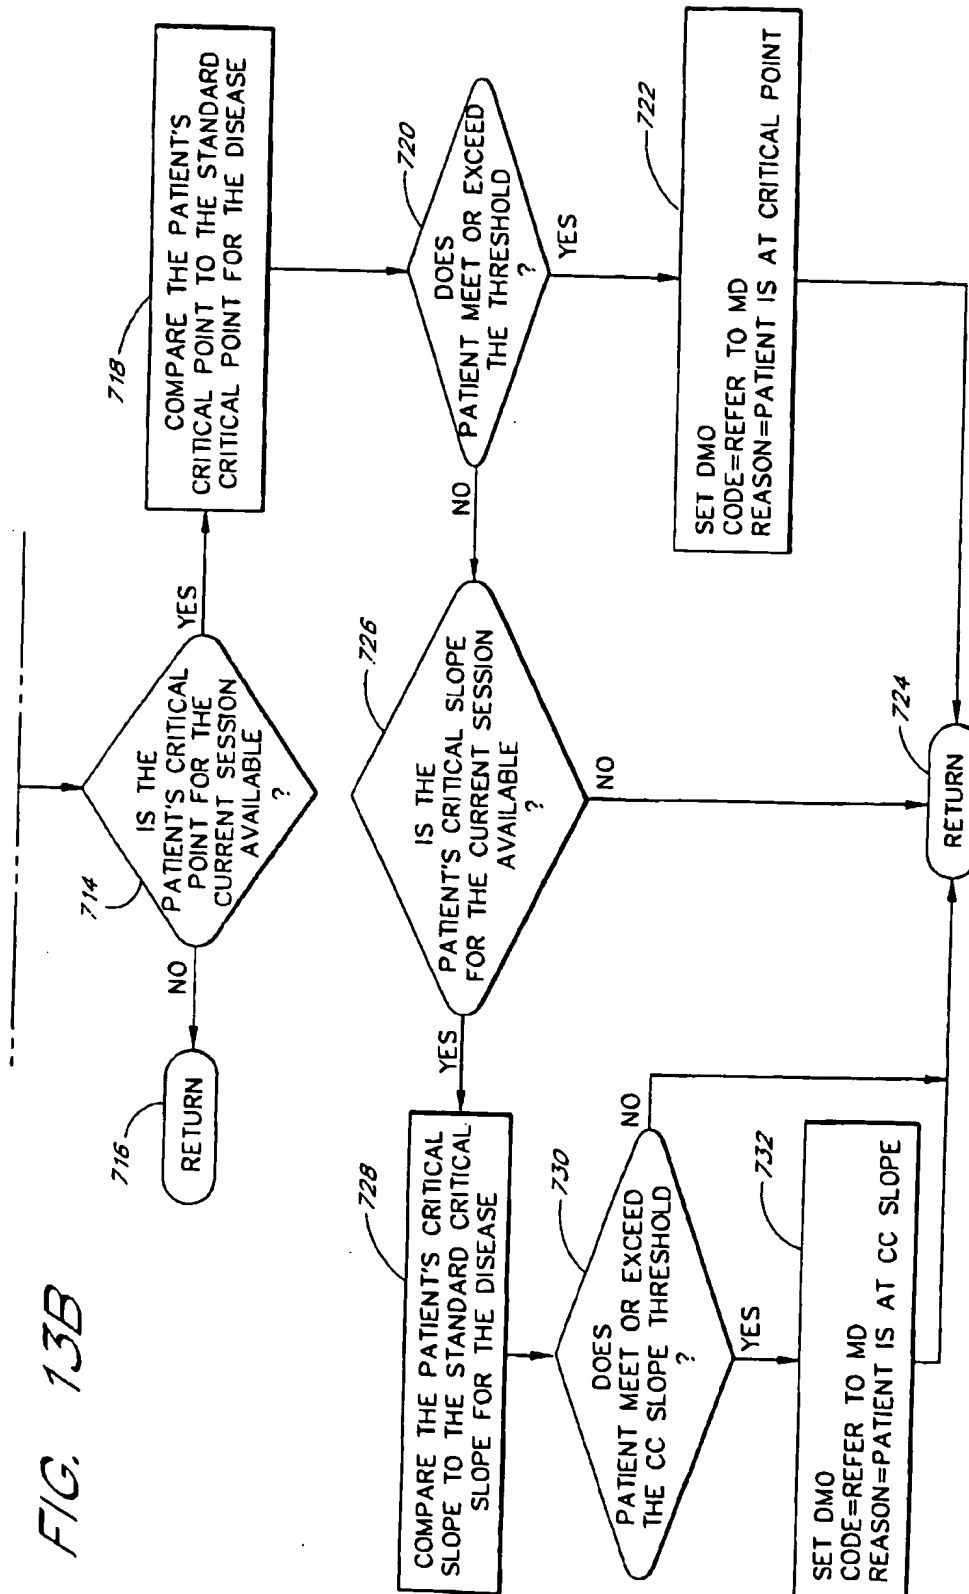 FIG. 13B
714
IS THE
PATIENT'S CRITICAL
POINT FOR THE
CURRENT SESSION
AVAILABLE
?
NO
YES
716
RETURN
718
COMPARE THE PATIENT'S
CRITICAL POINT TO THE STANDARD
CRITICAL POINT FOR THE DISEASE
720
DOES
PATIENT MEET OR EXCEED
THE THRESHOLD
?
NO
YES
722
SET DMO
CODE=REFER TO MD
REASON=PATIENT IS AT CRITICAL POINT
726
IS THE
PATIENT'S CRITICAL SLOPE
FOR THE CURRENT SESSION
AVAILABLE
?
YES
NO
728
COMPARE THE PATIENT'S CRITICAL
SLOPE TO THE STANDARD CRITICAL
SLOPE FOR THE DISEASE
730
DOES
PATIENT MEET OR EXCEED
THE CC SLOPE THRESHOLD
?
NO
YES
732
SET DMO
CODE=REFER TO MD
REASON=PATIENT IS AT CC SLOPE
724
RETURN